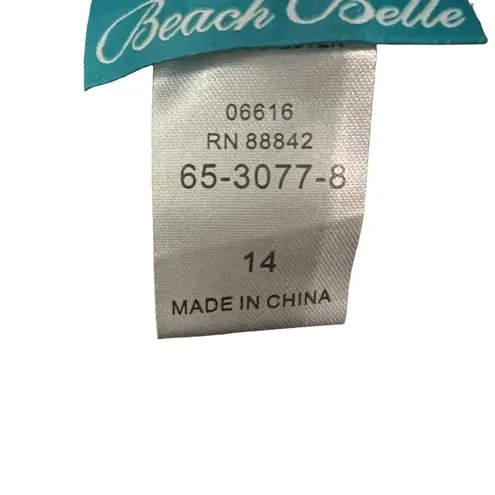 Beach Belle
06616
RN 88842
65-3077-8
14
MADE IN CHINA